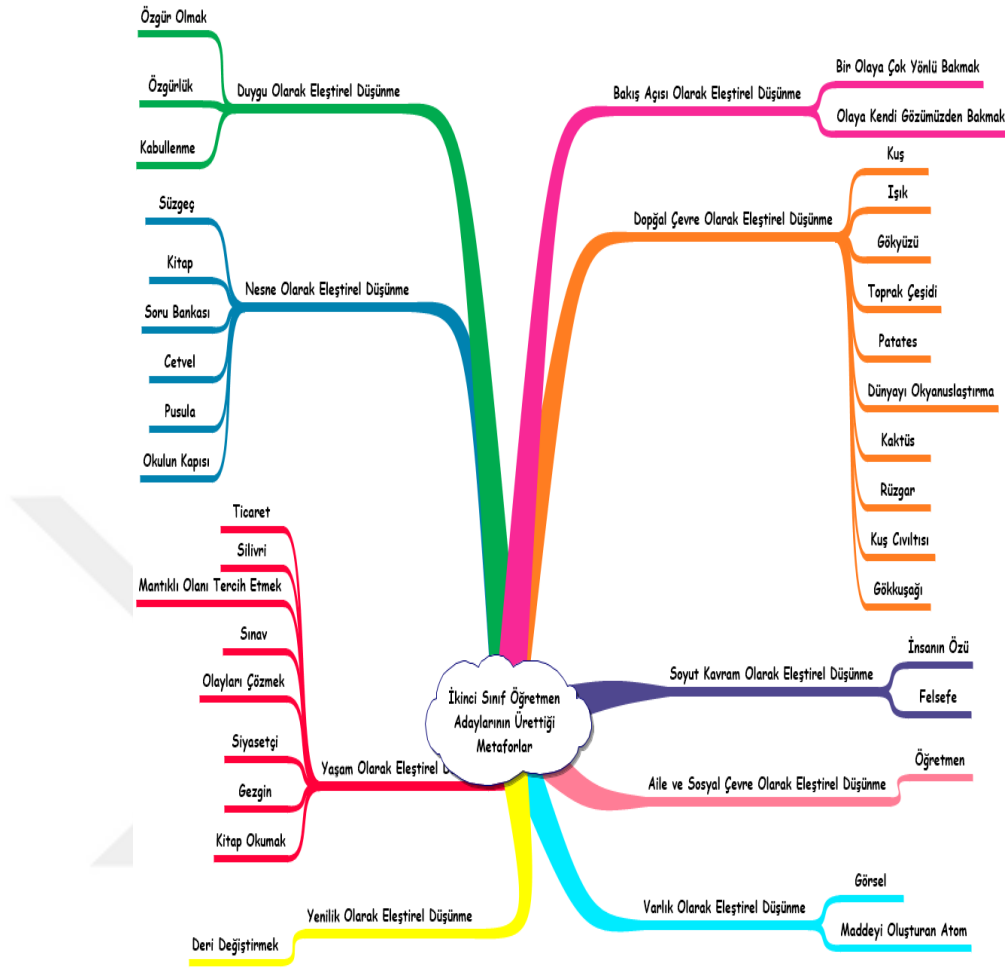 Özgür Olmak
Özgürlük
Kabullenme
Duygu Olarak Eleştirel Düşünme
Süzgeç
Kitap
Soru Bankası
Cetvel
Pusula
Okulun Kapısı
Nesne Olarak Eleştirel Düşünme
Ticaret
Silivri
Mantıklı Olanı Tercih Etmek
Sınav
Olayları Çözmek
Siyasetçi
Gezgin
Kitap Okumak
Yaşam Olarak Eleştirel
Deri Değiştirmek
Yenilik Olarak Eleştirel Düşünme
İkinci Sınıf Öğretmen
Adaylarının Ürettiği
Metaforlar
Bakış Açısı Olarak Eleştirel Düşünme
Bir Olaya Çok Yönlü Bakmak
Olaya Kendi Gözümüzden Bakmak
Dopğal Çevre Olarak Eleştirel Düşünme
Kuş
Işık
Gökyüzü
Toprak Çeşidi
Patates
Dünyayı Okyanuslaştırma
Kaktüs
Rüzgar
Kuş Cıvıltısı
Gökkuşağı
Soyut Kavram Olarak Eleştirel Düşünme
İnsanın Özü
Felsefe
Aile ve Sosyal Çevre Olarak Eleştirel Düşünme
Öğretmen
Varlık Olarak Eleştirel Düşünme
Görsel
Maddeyi Oluşturan Atom